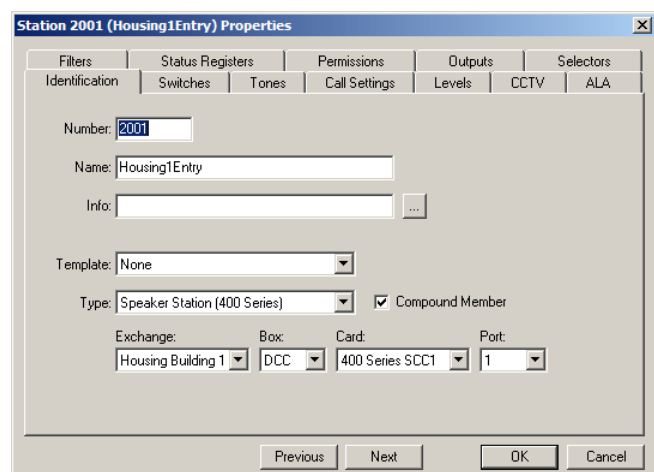 Station 2001 (Housing1Entry) Properties
Filters Status Registers Permissions Outputs Selectors
Identification Switches Tones Call Settings Levels CCTV ALA
Number: 2001
Name: Housing1Entry
Info: ...
Template: None
Type: Speaker Station (400 Series) Compound Member
Exchange: Box: Card: Port:
Housing Building 1 DCC 400 Series SCC1 1
Previous Next OK Cancel